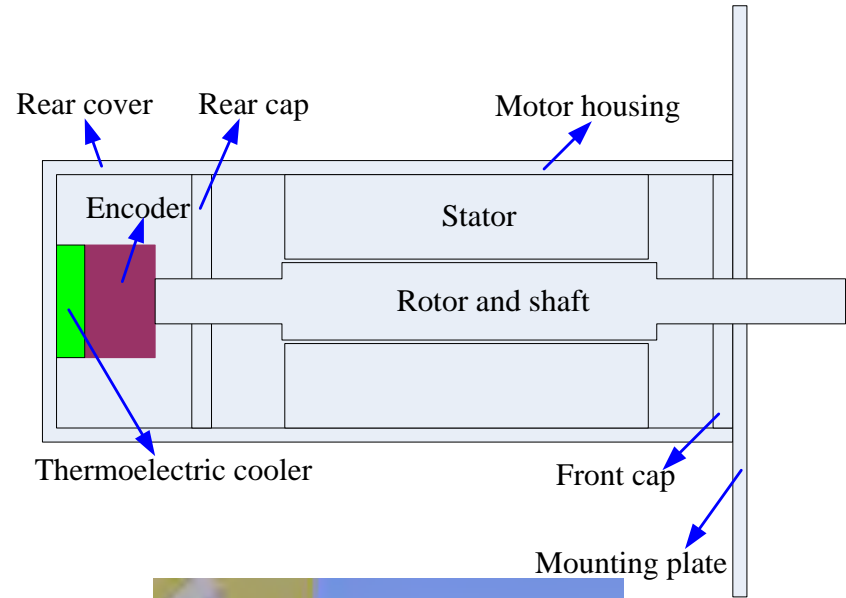 Rear cover
Rear cap
Motor housing
Encoder
Stator
Rotor and shaft
Thermoelectric cooler
Front cap
Mounting plate